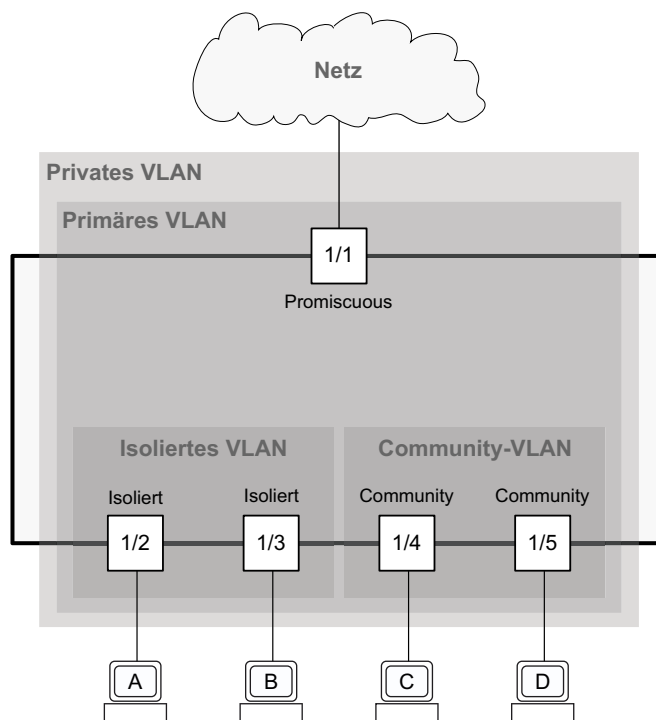 Netz
Privates VLAN
Primäres VLAN
1/1
Promiscuous
Isoliertes VLAN
Community-VLAN
Isoliert
Isoliert
Community
Community
1/2
1/3
1/4
1/5
A
B
C
D